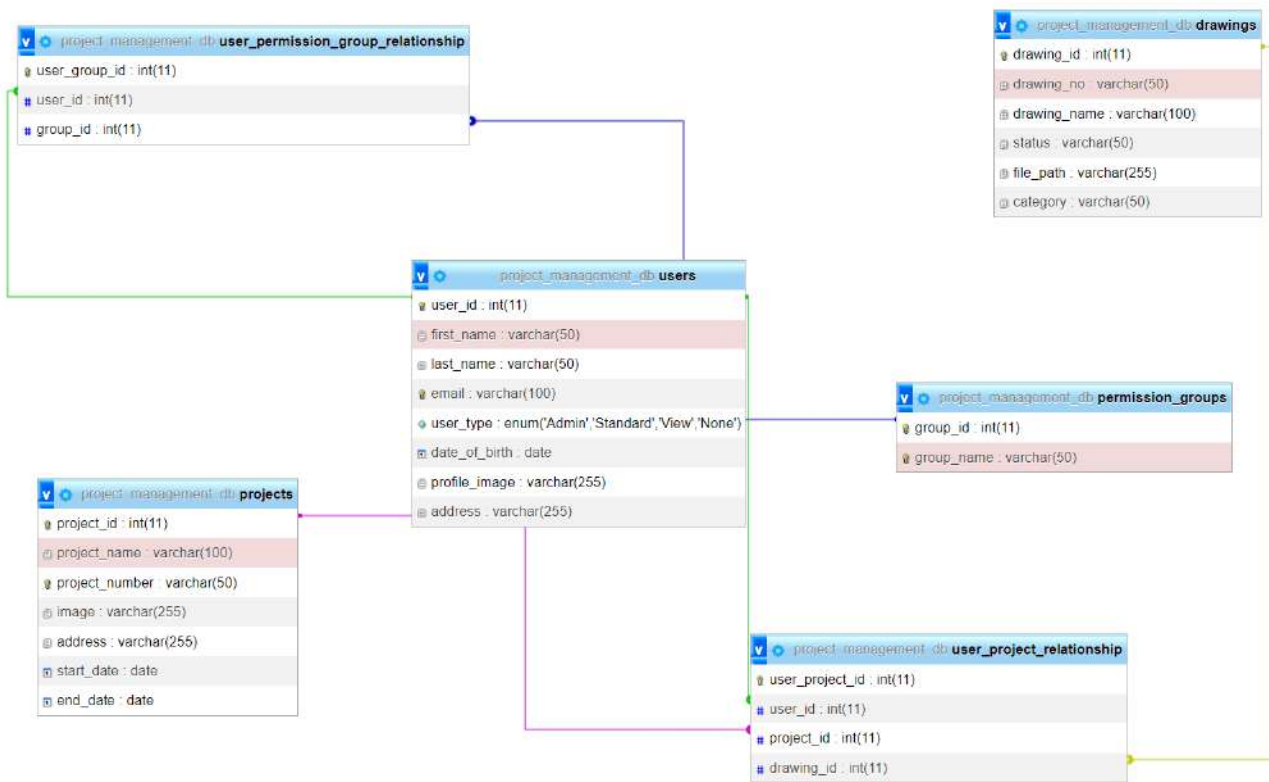 project_management_db user_permission_group_relationship
user_group_id : int(11)
user_id : int(11)
group_id : int(11)
project_management_db drawings
drawing_id : int(11)
drawing_no : varchar(50)
drawing_name : varchar(100)
status : varchar(50)
file_path : varchar(255)
category : varchar(50)
project_management_db users
user_id : int(11)
first_name : varchar(50)
last_name : varchar(50)
email : varchar(100)
user_type : enum('Admin','Standard','View','None')
date_of_birth : date
profile_image : varchar(255)
address : varchar(255)
project_management_db permission_groups
group_id : int(11)
group_name : varchar(50)
project_management_db projects
project_id : int(11)
project_name : varchar(100)
project_number : varchar(50)
image : varchar(255)
address : varchar(255)
start_date : date
end_date : date
project_management_db user_project_relationship
user_project_id : int(11)
user_id : int(11)
project_id : int(11)
drawing_id : int(11)